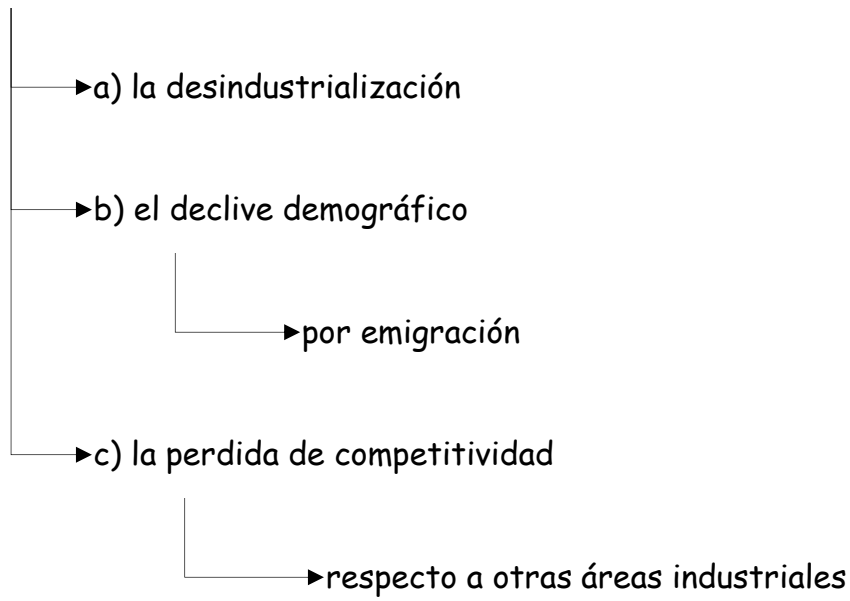 a) la desindustrialización
b) el declive demográfico
por emigración
c) la perdida de competitividad
respecto a otras áreas industriales